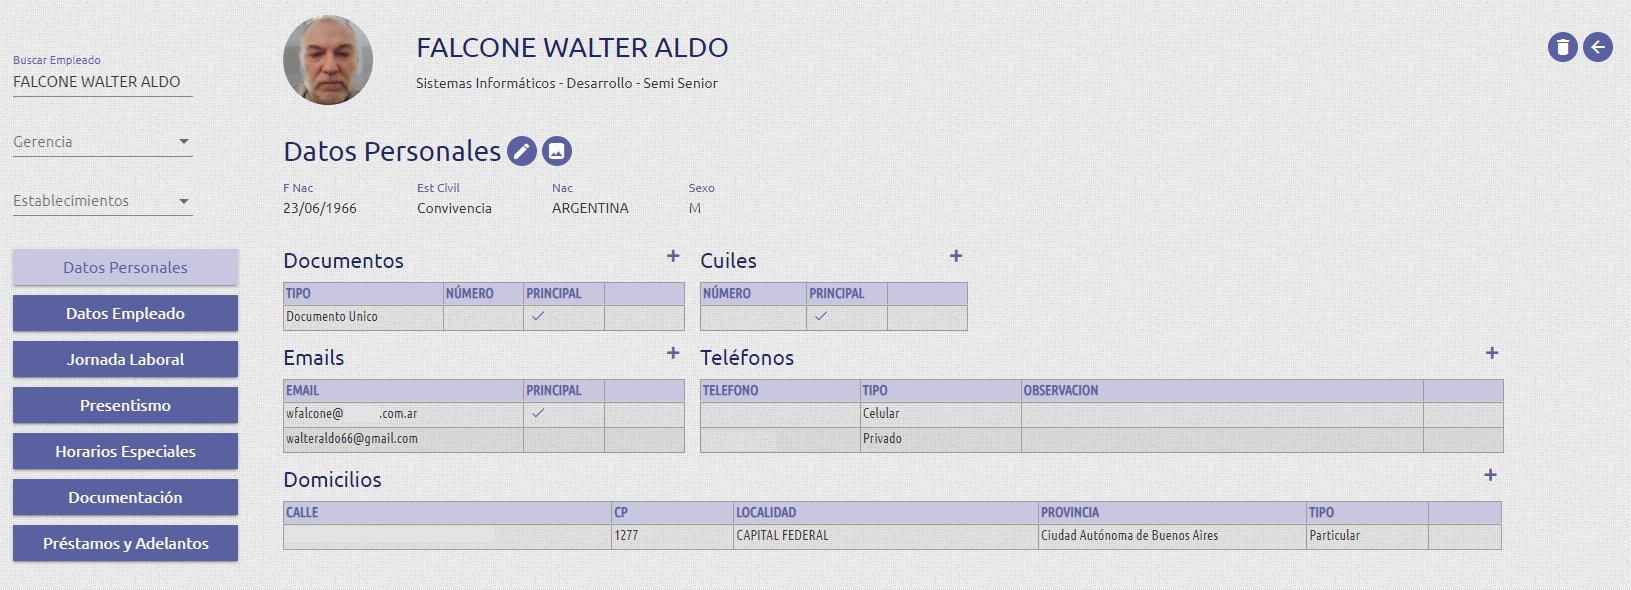 Buscar Empleado
FALCONE WALTER ALDO
Gerencia
Establecimientos
Datos Personales
Datos Empleado
Jornada Laboral
Presentismo
Horarios Especiales
Documentación
Préstamos y Adelantos
FALCONE WALTER ALDO
Sistemas Informáticos - Desarrollo - Semi Senior
Datos Personales
F Nac Est Civil Nac Sexo
23/06/1966 Convivencia ARGENTINA M
Documentos
TIPO NÚMERO PRINCIPAL
Documento Unico
Cuiles
NÚMERO PRINCIPAL
Emails
EMAIL PRINCIPAL
wfalcone@ .com.ar
walteraldo66@gmail.com
Teléfonos
TELEFONO TIPO OBSERVACION
Celular
Privado
Domicilios
CALLE CP LOCALIDAD PROVINCIA TIPO
1277 CAPITAL FEDERAL Ciudad Autónoma de Buenos Aires Particular